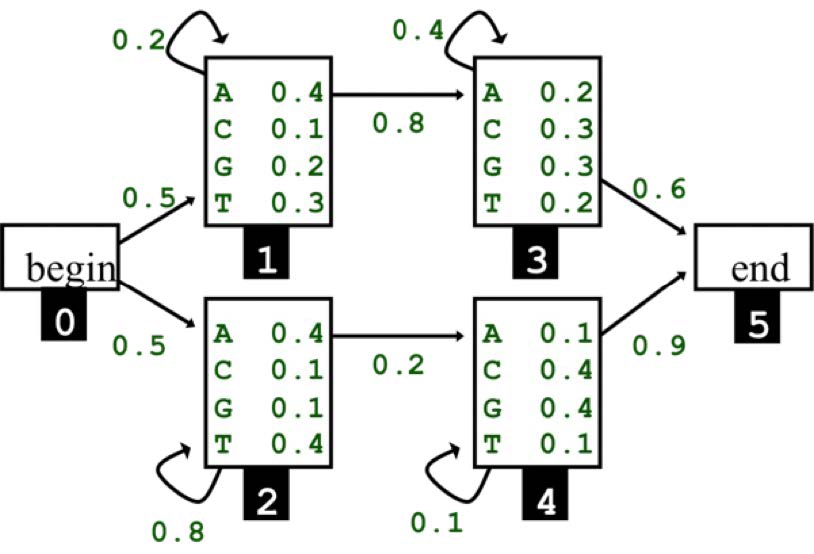 0.2
A 0.4
C 0.1
G 0.2
T 0.3
1
0.8
0.4
A 0.2
C 0.3
G 0.3
T 0.2
3
0.5
0.6
begin
0
end
5
0.5
A 0.4
C 0.1
G 0.1
T 0.4
2
0.8
0.2
A 0.1
C 0.4
G 0.4
T 0.1
4
0.1
0.9